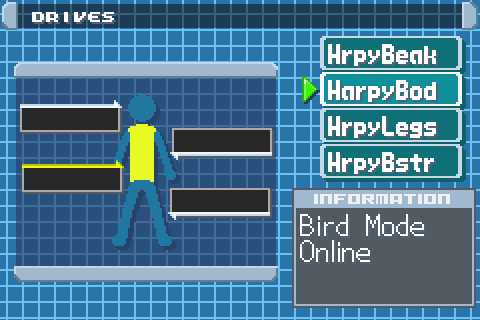 DRIVES
HrpyBeak
HarpyBod
HrpyLegs
HrpyBstr
INFORMATION
Bird Mode
Online